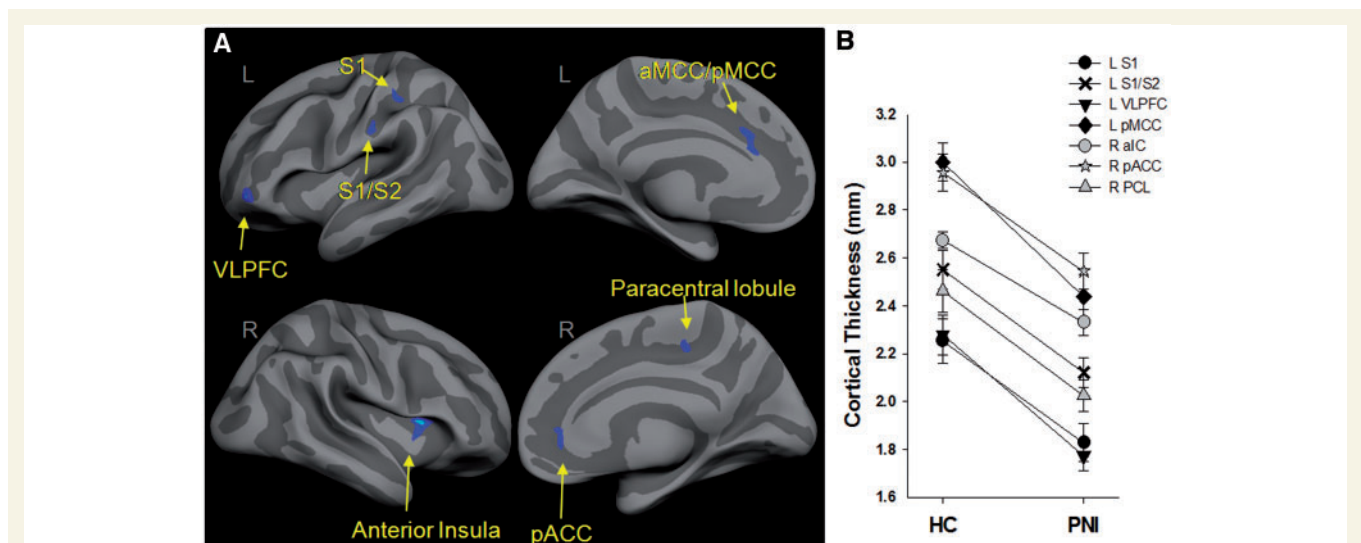 A
L
S1
S1/S2
VLPFC
L
aMCC/pMCC
R
Anterior Insula
R
Paracentral lobule
pACC
B
L S1
L S1/S2
L VLPFC
L pMCC
R aIC
R pACC
R PCL
Cortical Thickness (mm)
3.2
3.0
2.8
2.6
2.4
2.2
2.0
1.8
1.6
HC
PNI